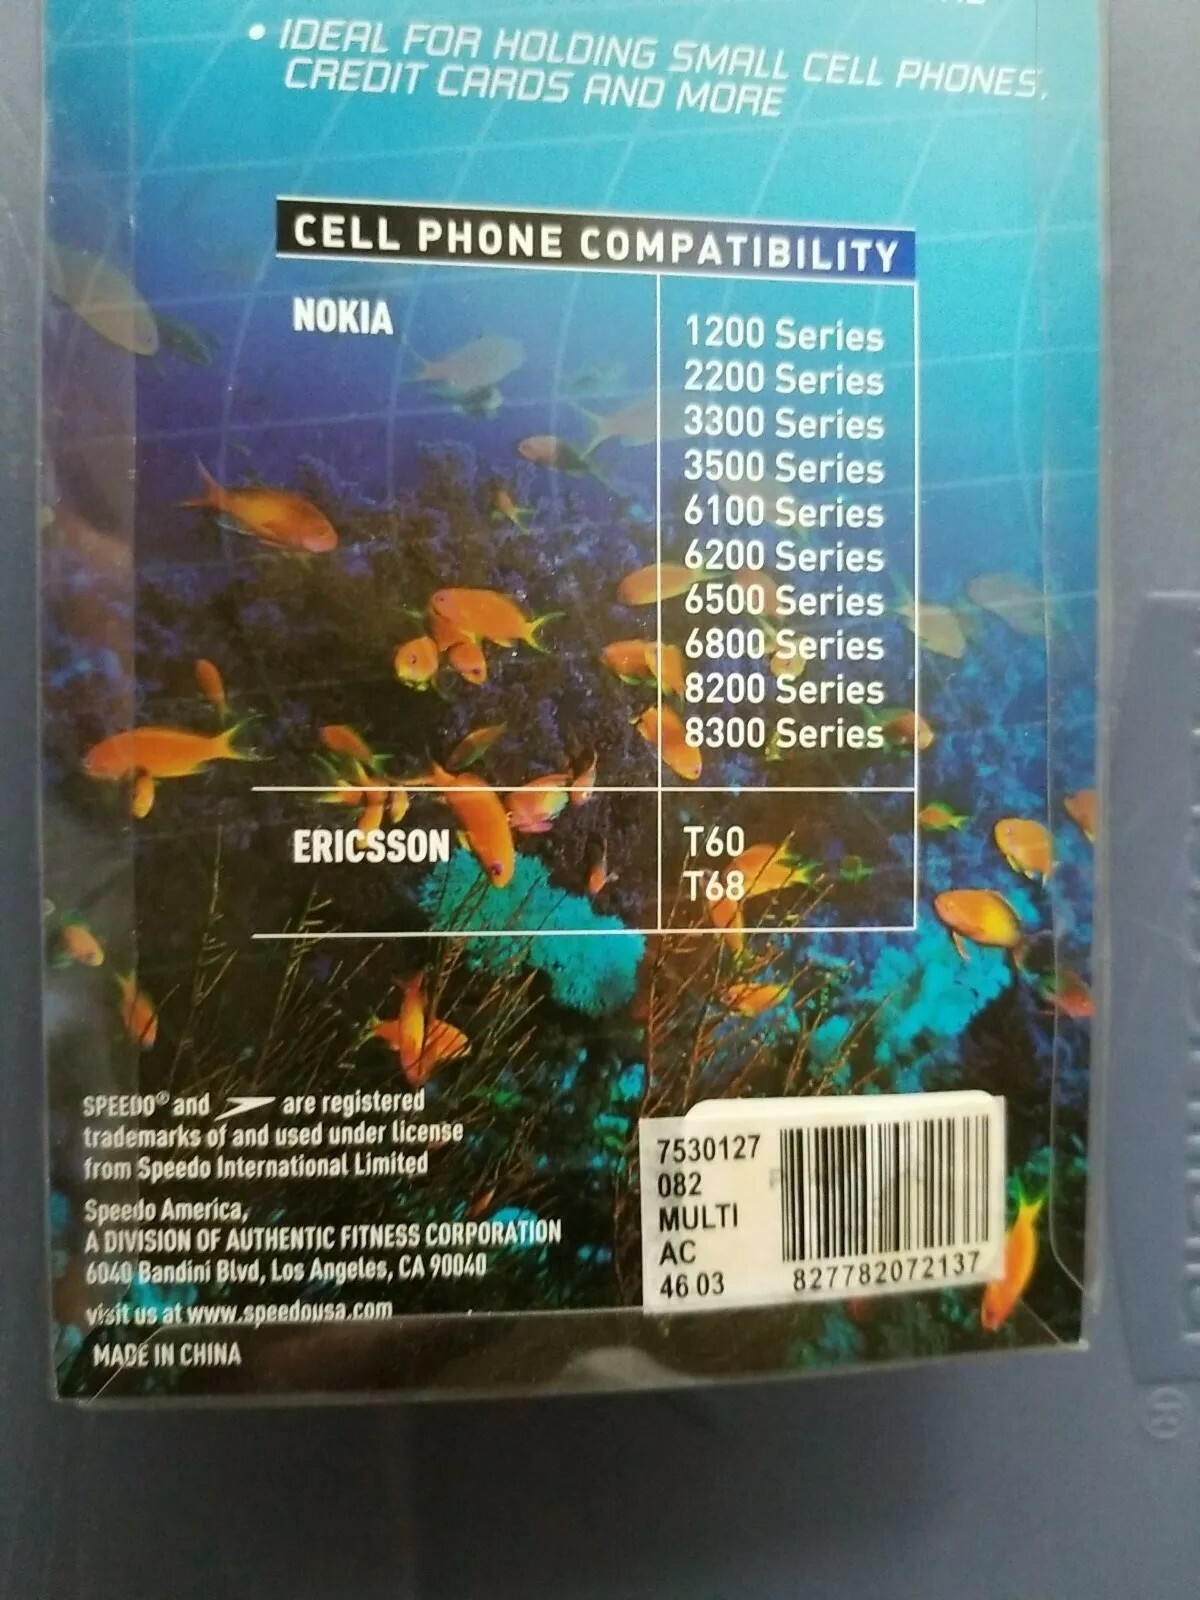 • IDEAL FOR HOLDING SMALL CELL PHONES,
CREDIT CARDS AND MORE
CELL PHONE COMPATIBILITY
NOKIA
1200 Series
2200 Series
3300 Series
3500 Series
6100 Series
6200 Series
6500 Series
6800 Series
8200 Series
8300 Series
ERICSSON
T60
T68
SPEEDO® and are registered
trademarks of and used under license
from Speedo International Limited
Speedo America,
A DIVISION OF AUTHENTIC FITNESS CORPORATION
6040 Bandini Blvd, Los Angeles, CA 90040
visit us at www.speedousa.com
MADE IN CHINA
7530127
082
MULTI
AC
46 03
827782072137
®